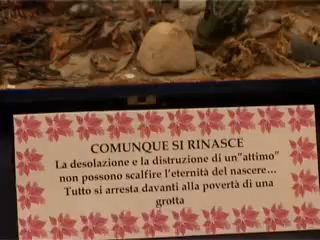 COMUNQUE SI RINASCE
La desolazione e la distruzione di un"attimo"
non possono scalfire l'eternità del nascere...
Tutto si arresta davanti alla povertà di una
grotta